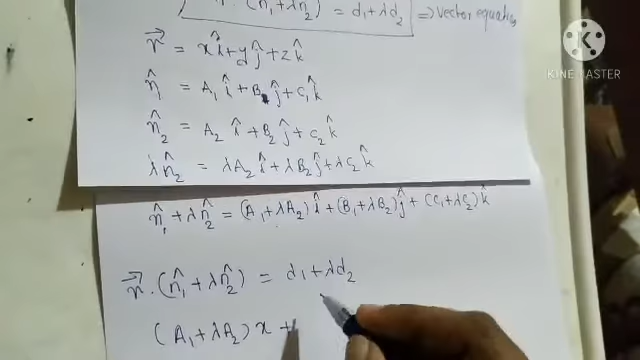 r⃗ . (n̂₁ + λn̂₂) = d₁ + λd₂ ⇒ vector equation
r⃗ = xî + yĵ + zk̂
n̂₁ = A₁î + B₁ĵ + C₁k̂
n̂₂ = A₂î + B₂ĵ + C₂k̂
λn̂₂ = λA₂î + λB₂ĵ + λC₂k̂
n̂₁ + λn̂₂ = (A₁ + λA₂)î + (B₁ + λB₂)ĵ + (C₁ + λC₂)k̂
r⃗ . (n̂₁ + λn̂₂) = d₁ + λd₂
(A₁ + λA₂)x +
KINEMASTER